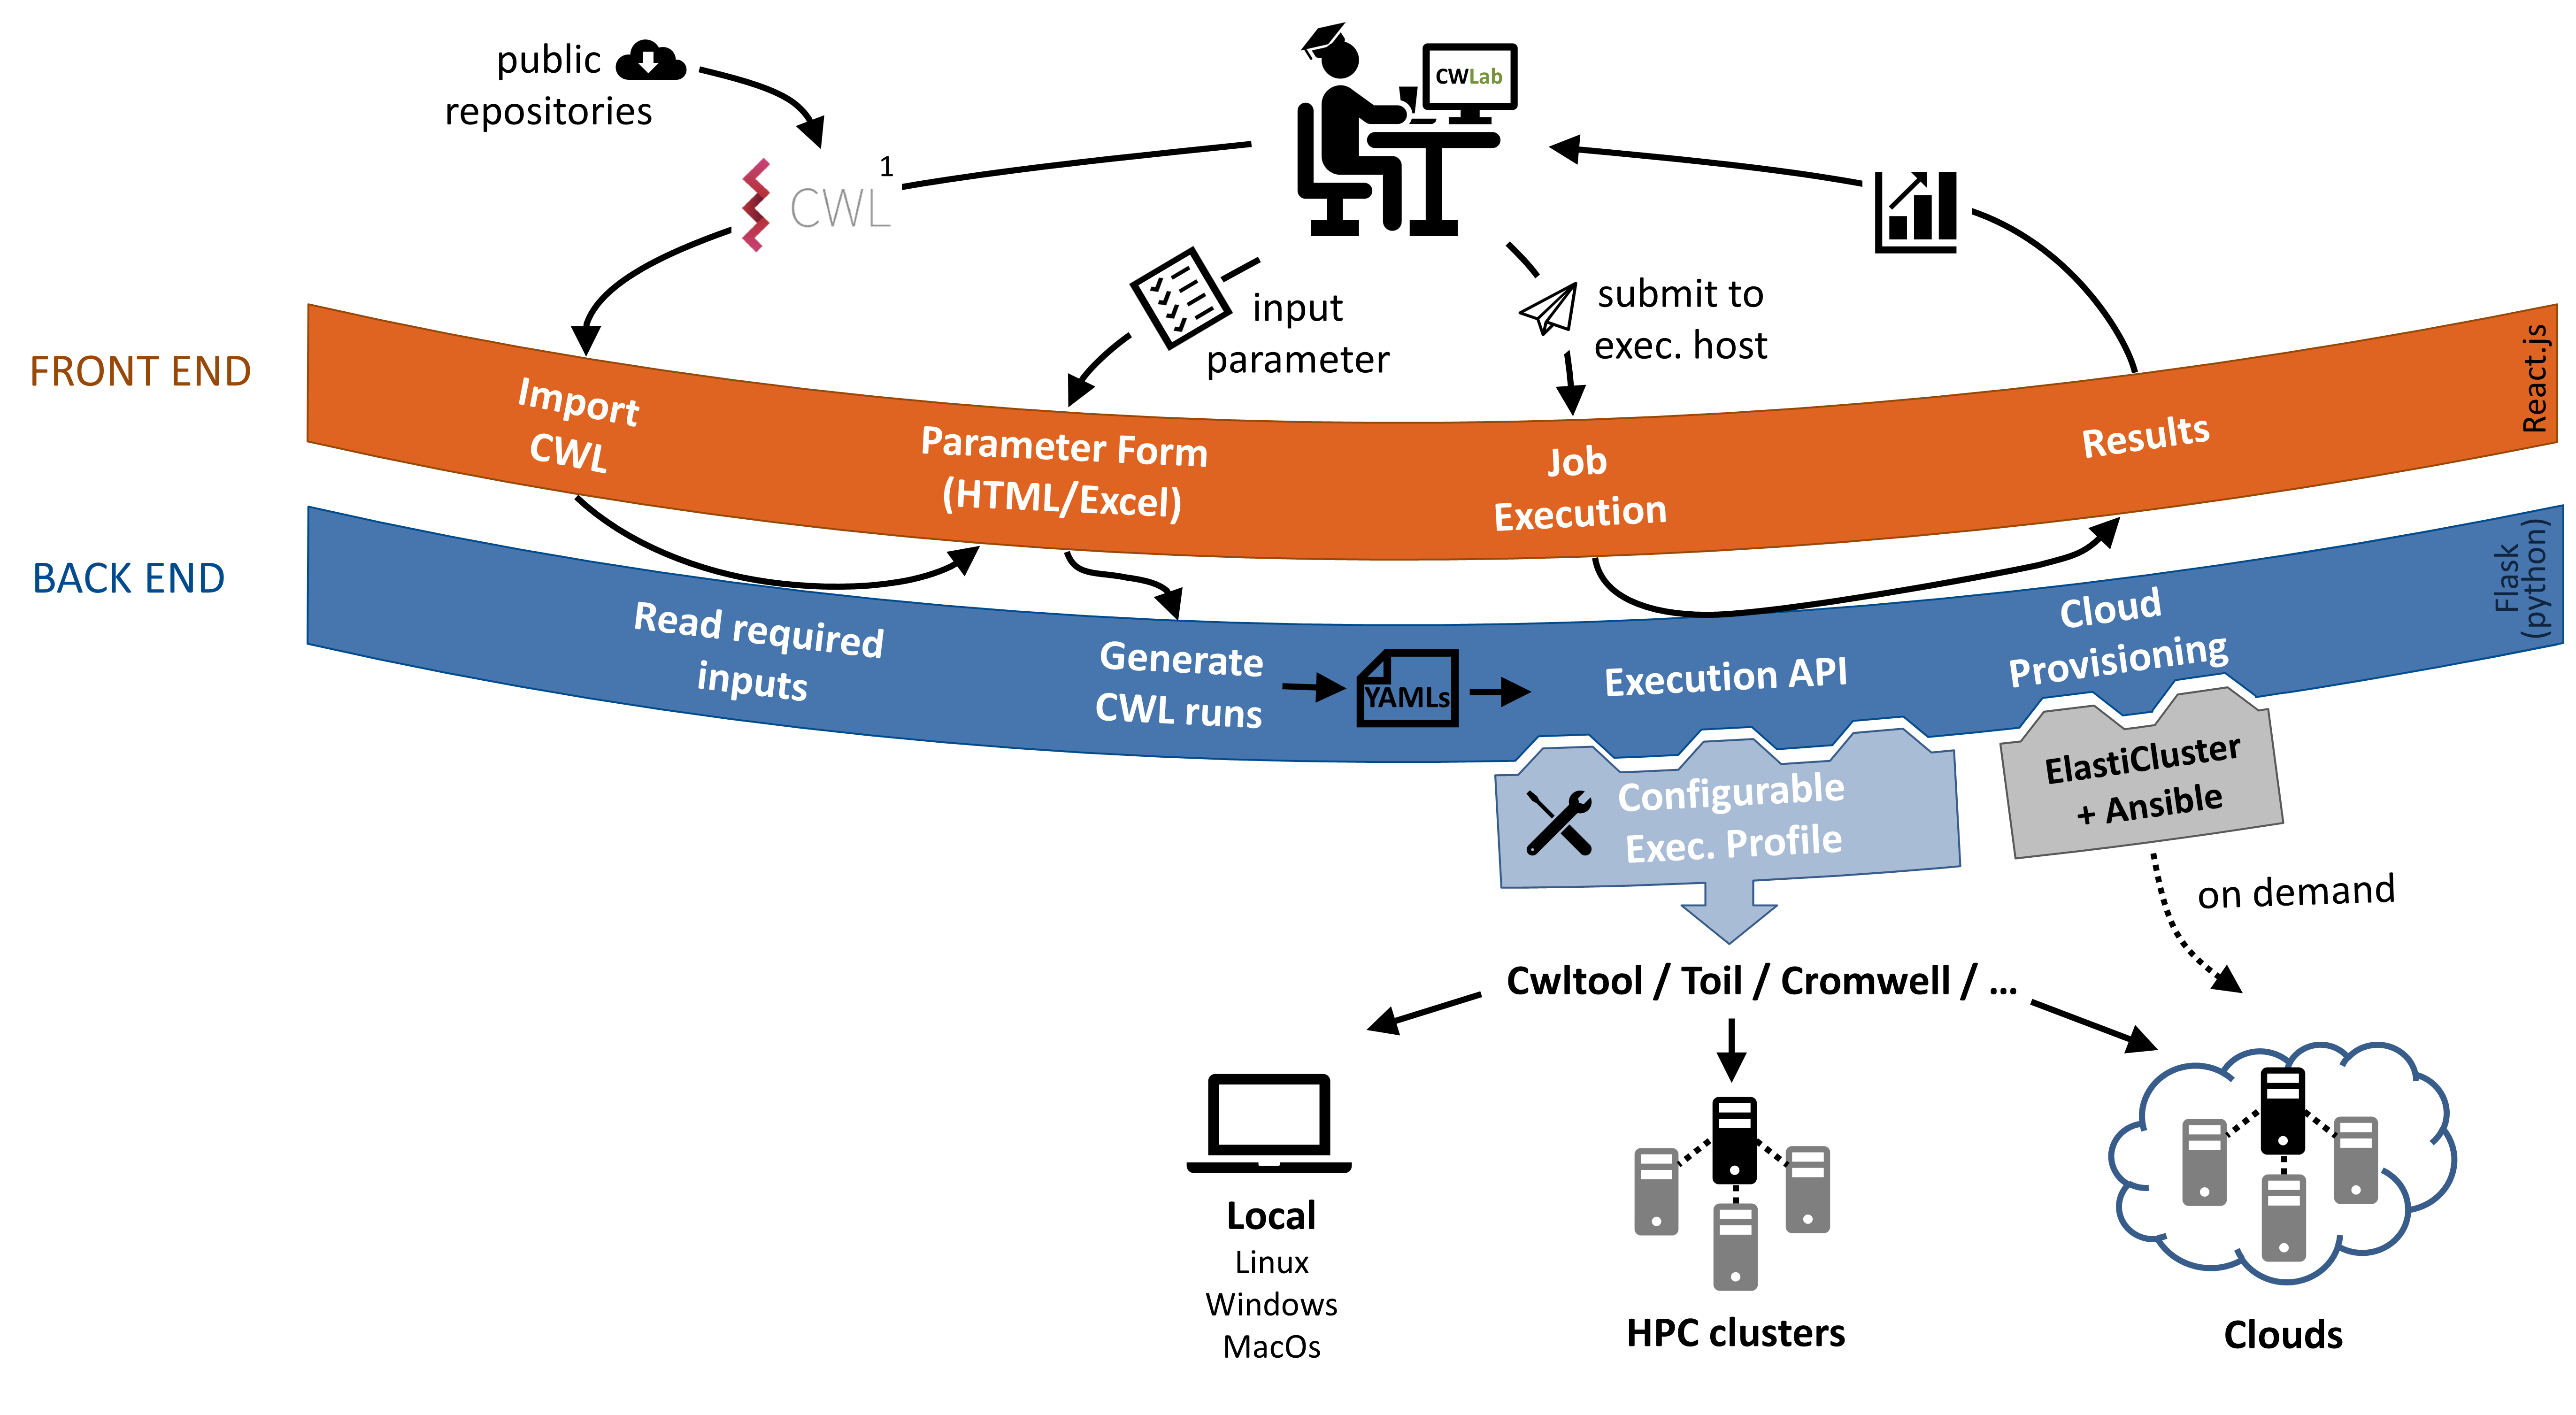 public
repositories
CWLab
1
CWL
input
parameter
submit to
exec. host
FRONT END
React.js
Import
CWL
Parameter Form
(HTML/Excel)
Job
Execution
Results
BACK END
Flask
(python)
Read required
inputs
Generate
CWL runs
YAMLs
Execution API
Cloud
Provisioning
Configurable
Exec. Profile
ElastiCluster
+ Ansible
on demand
Cwltool / Toil / Cromwell / ...
Local
Linux
Windows
MacOs
HPC clusters
Clouds